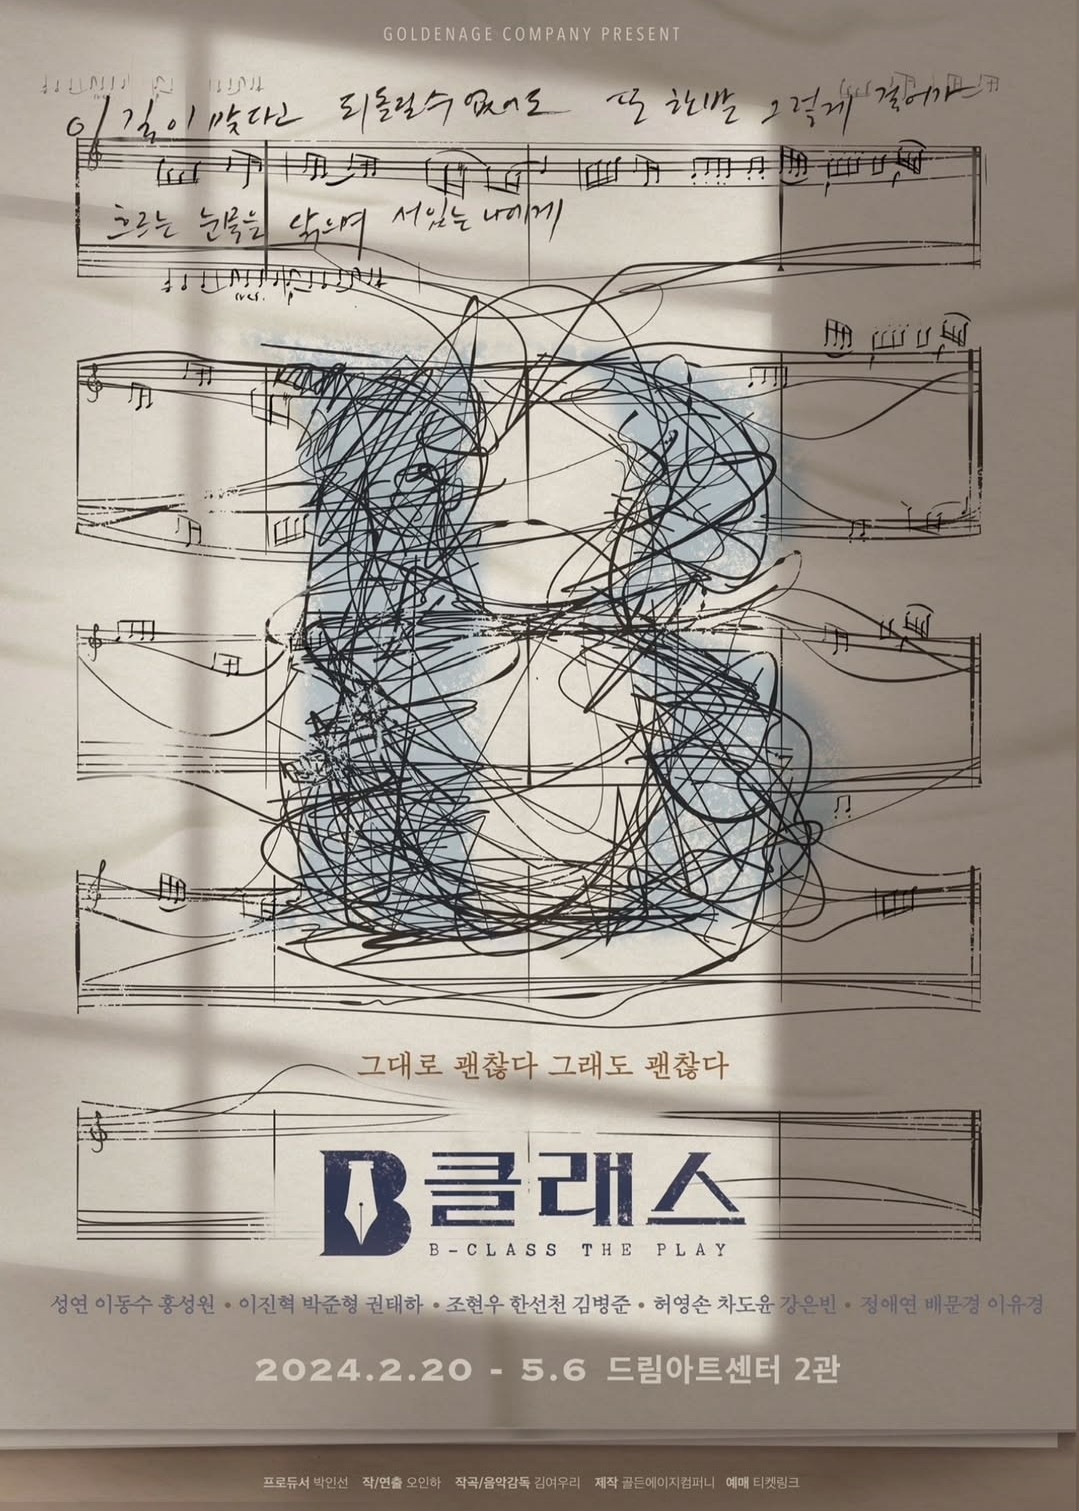 GOLDENAGE COMPANY PRESENT
이 길이 맞다고 되돌릴수 없어도 또 한발 그렇게 걸어가
흐르는 눈물을 닦으며 서있는 나에게
그대로 괜찮다 그래도 괜찮다
B클래스
B-CLASS THE PLAY
성연 이동수 홍성원 • 이진혁 박준형 권태하 • 조현우 한선천 김병준 • 허영손 차도윤 강은빈 • 정애연 배문경 이유경
2024.2.20 - 5.6 드림아트센터 2관
프로듀서 박인선 작/연출 오인하 작곡/음악감독 김여우리 제작 골든에이지컴퍼니 예매 티켓링크